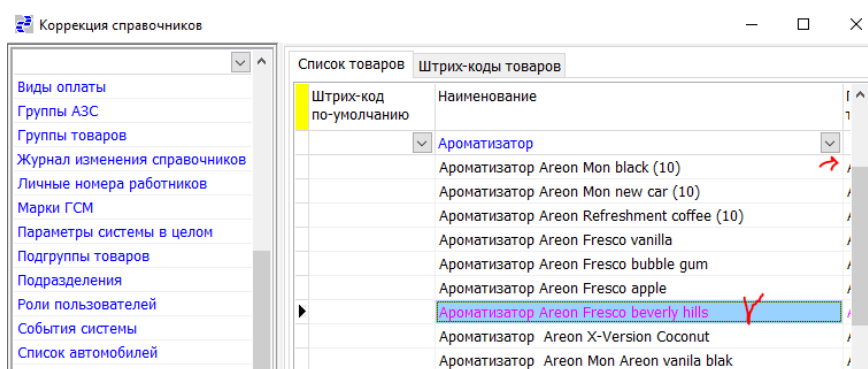 Коррекция справочников
Виды оплаты
Группы АЗС
Группы товаров
Журнал изменения справочников
Личные номера работников
Марки ГСМ
Параметры системы в целом
Подгруппы товаров
Подразделения
Роли пользователей
События системы
Список автомобилей
Список товаров
Штрих-коды товаров
Штрих-код
по-умолчанию
Наименование
Ароматизатор
Ароматизатор Areon Mon black (10)
Ароматизатор Areon Mon new car (10)
Ароматизатор Areon Refreshment coffee (10)
Ароматизатор Areon Fresco vanilla
Ароматизатор Areon Fresco bubble gum
Ароматизатор Areon Fresco apple
Ароматизатор Areon Fresco beverly hills
Ароматизатор Areon X-Version Coconut
Ароматизатор Areon Mon Areon vanila blak